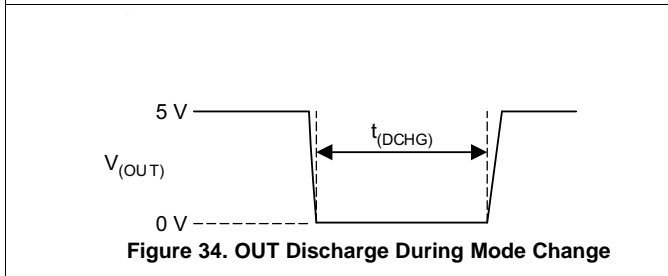 5 V
t(DCHG)
V(OUT)
0 V
Figure 34. OUT Discharge During Mode Change